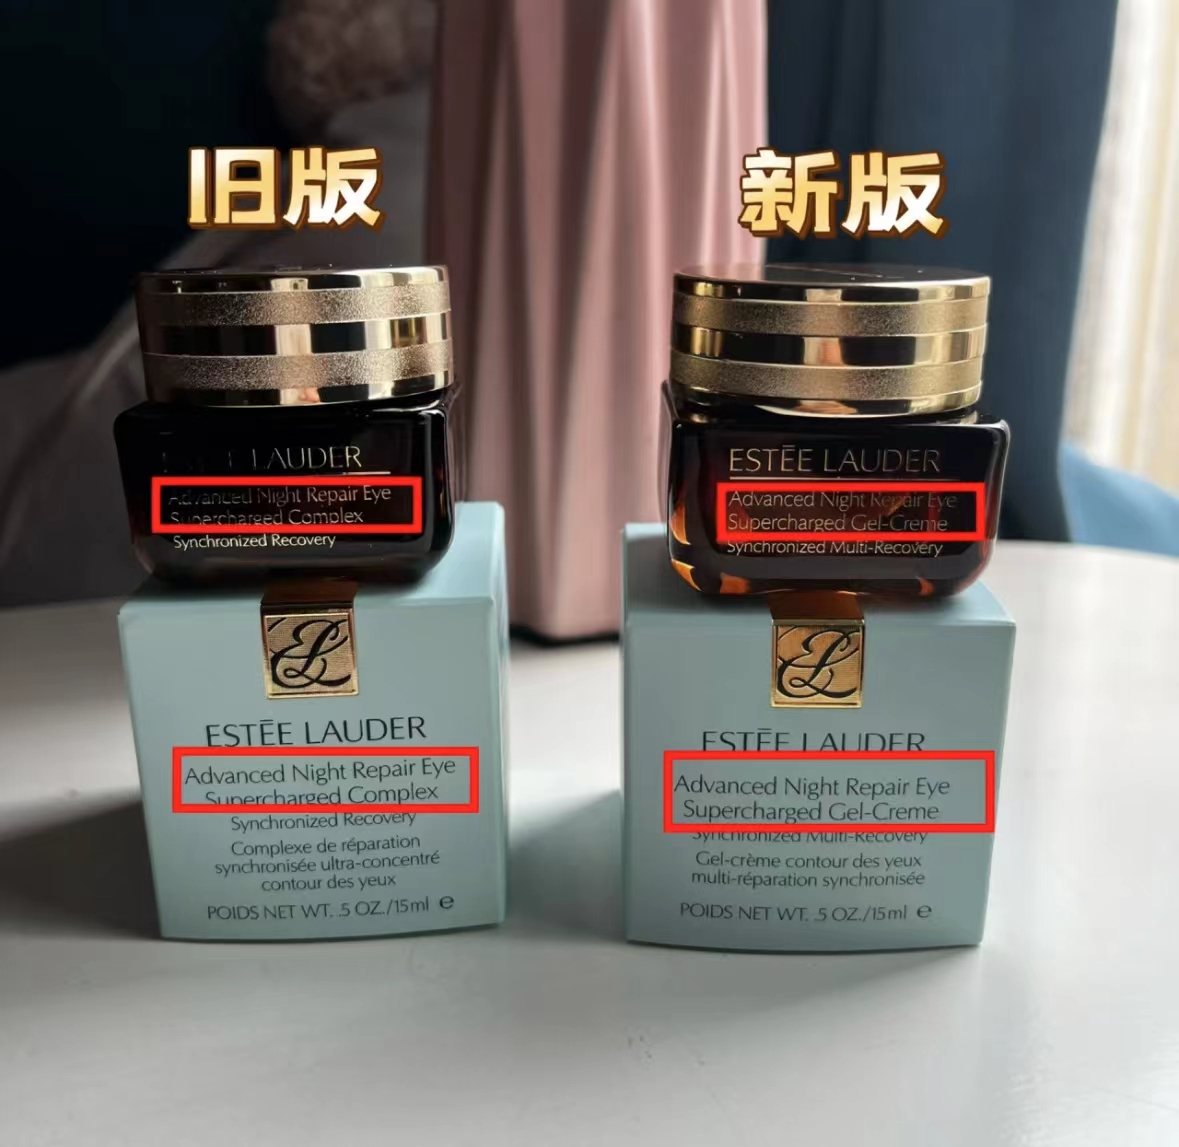 旧版
新版
ESTĒE LAUDER
Advanced Night Repair Eye
Supercharged Complex
Synchronized Recovery
ESTĒE LAUDER
Advanced Night Repair Eye
Supercharged Gel-Creme
Synchronized Multi-Recovery
EL
ESTĒE LAUDER
Advanced Night Repair Eye
Supercharged Complex
Synchronized Recovery
Complexe de réparation
synchronisée ultra-concentré
contour des yeux
POIDS NET WT. .5 OZ./15ml e
EL
ESTĒE LAUDER
Advanced Night Repair Eye
Supercharged Gel-Creme
Synchronized Multi-Recovery
Gel-crème contour des yeux
multi-réparation synchronisée
POIDS NET WT. .5 OZ./15ml e